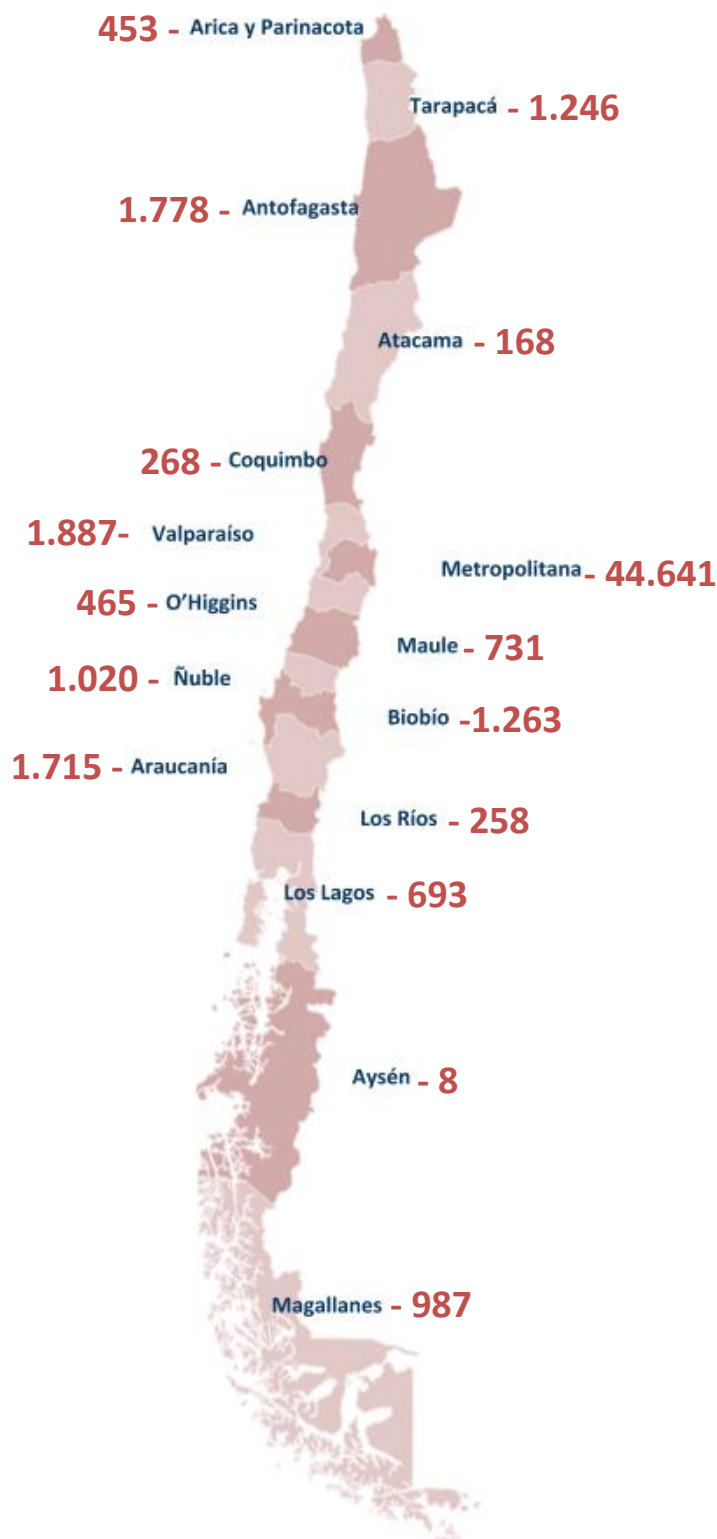 453 - Arica y Parinacota
Tarapacá - 1.246
1.778 - Antofagasta
Atacama - 168
268 - Coquimbo
1.887- Valparaíso
Metropolitana - 44.641
465 - O'Higgins
Maule - 731
1.020 - Ñuble
Biobío -1.263
1.715 - Araucanía
Los Ríos - 258
Los Lagos - 693
Aysén - 8
Magallanes - 987